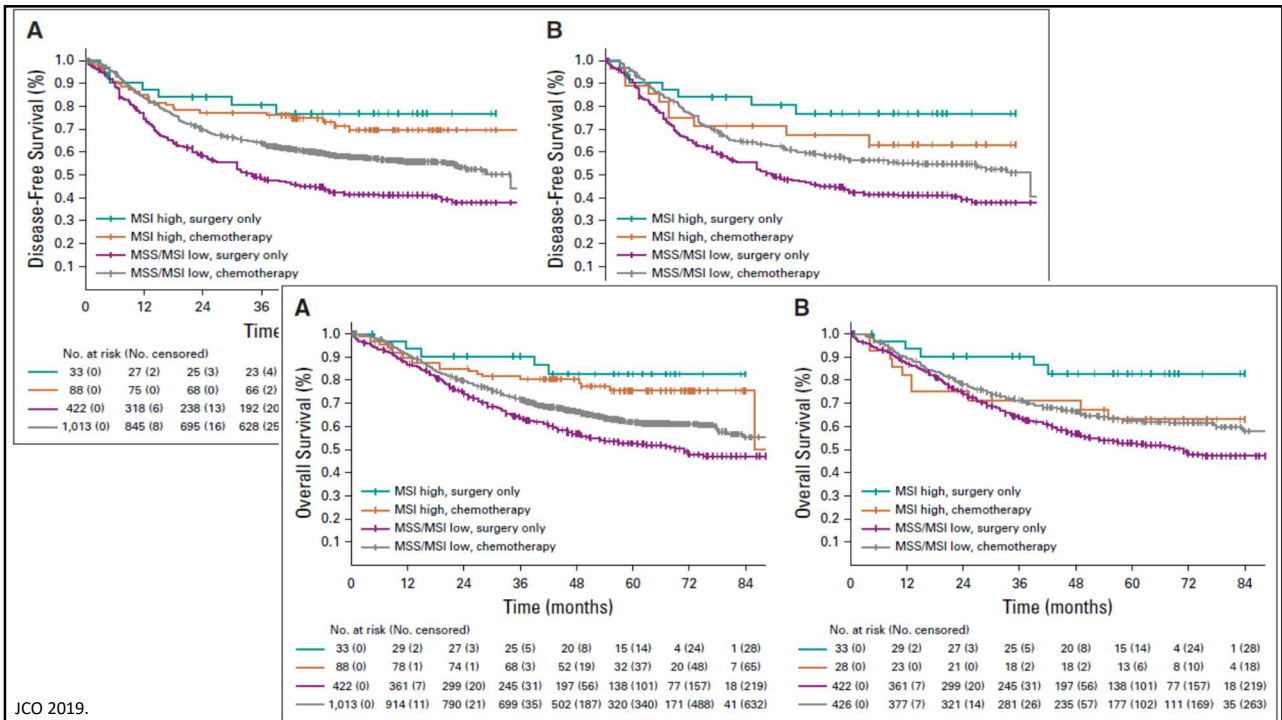 A
Disease-Free Survival (%)
1.0
0.9
0.8
0.7
0.6
0.5
0.4
0.3
0.2
0.1
MSI high, surgery only
MSI high, chemotherapy
MSS/MSI low, surgery only
MSS/MSI low, chemotherapy
0 12 24 36
Time
No. at risk (No. censored)
33 (0) 27 (2) 25 (3) 23 (4)
88 (0) 75 (0) 68 (0) 66 (2)
422 (0) 318 (6) 238 (13) 192 (20
1,013 (0) 845 (8) 695 (16) 628 (25
B
Disease-Free Survival (%)
1.0
0.9
0.8
0.7
0.6
0.5
0.4
0.3
0.2
0.1
MSI high, surgery only
MSI high, chemotherapy
MSS/MSI low, surgery only
MSS/MSI low, chemotherapy
A
Overall Survival (%)
1.0
0.9
0.8
0.7
0.6
0.5
0.4
0.3
0.2
0.1
MSI high, surgery only
MSI high, chemotherapy
MSS/MSI low, surgery only
MSS/MSI low, chemotherapy
0 12 24 36 48 60 72 84
Time (months)
No. at risk (No. censored)
33 (0) 29 (2) 27 (3) 25 (5) 20 (8) 15 (14) 4 (24) 1 (28)
88 (0) 78 (1) 74 (1) 68 (3) 52 (19) 32 (37) 20 (48) 7 (65)
422 (0) 361 (7) 299 (20) 245 (31) 197 (56) 138 (101) 77 (157) 18 (219)
1,013 (0) 914 (11) 790 (21) 699 (35) 502 (187) 320 (340) 171 (488) 41 (632)
B
Overall Survival (%)
1.0
0.9
0.8
0.7
0.6
0.5
0.4
0.3
0.2
0.1
MSI high, surgery only
MSI high, chemotherapy
MSS/MSI low, surgery only
MSS/MSI low, chemotherapy
0 12 24 36 48 60 72 84
Time (months)
No. at risk (No. censored)
33 (0) 29 (2) 27 (3) 25 (5) 20 (8) 15 (14) 4 (24) 1 (28)
28 (0) 23 (0) 21 (0) 18 (2) 18 (2) 13 (6) 8 (10) 4 (18)
422 (0) 361 (7) 299 (20) 245 (31) 197 (56) 138 (101) 77 (157) 18 (219)
426 (0) 377 (7) 321 (14) 281 (26) 235 (57) 177 (102) 111 (169) 35 (263)
JCO 2019.